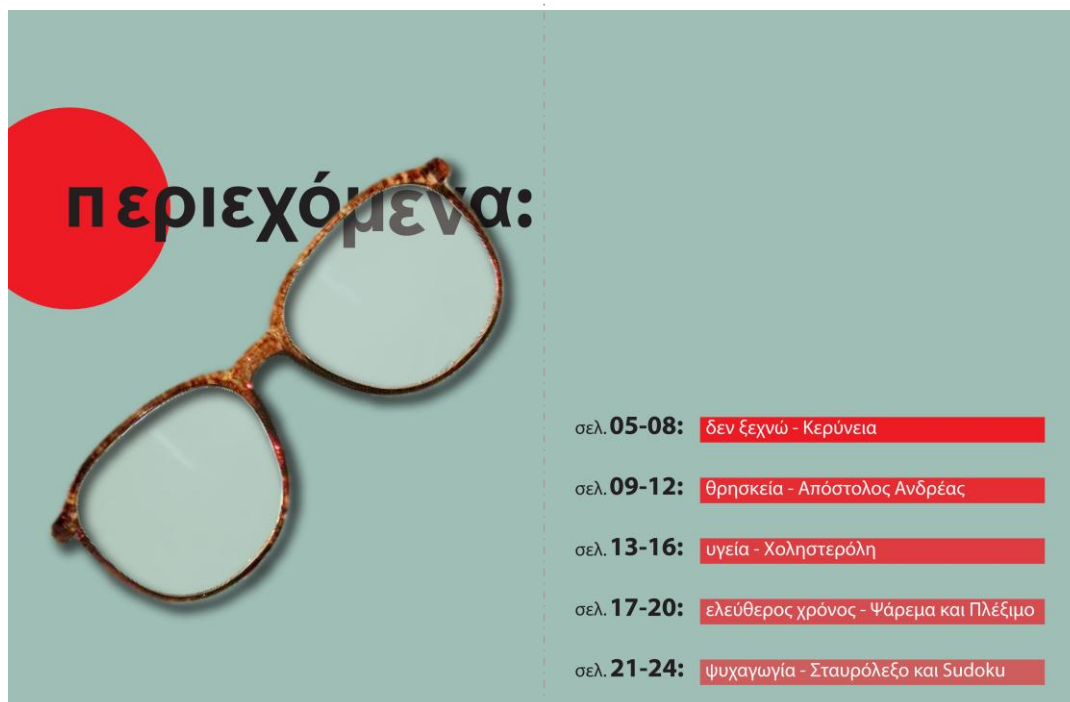 περιεχόμενα:
σελ. 05-08: δεν ξεχνώ - Κερύνεια
σελ. 09-12: θρησκεία - Απόστολος Ανδρέας
σελ. 13-16: υγεία - Χοληστερόλη
σελ. 17-20: ελεύθερος χρόνος - Ψάρεμα και Πλέξιμο
σελ. 21-24: ψυχαγωγία - Σταυρόλεξο και Sudoku